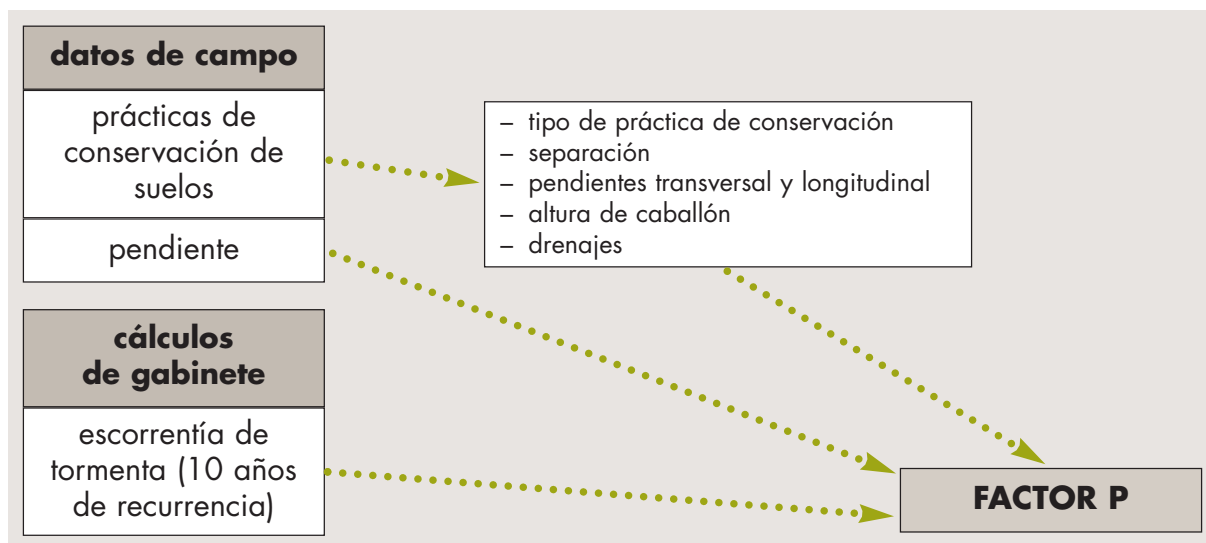 datos de campo
prácticas de
conservación de
suelos
pendiente
– tipo de práctica de conservación
– separación
– pendientes transversal y longitudinal
– altura de caballón
– drenajes
cálculos
de gabinete
escorrentía de
tormenta (10 años
de recurrencia)
FACTOR P